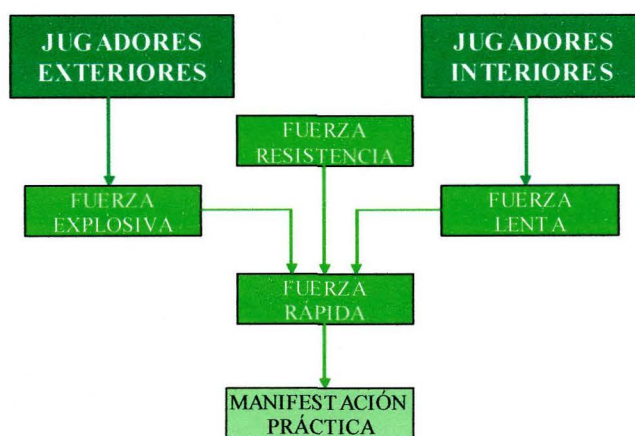 JUGADORES
EXTERIORES
JUGADORES
INTERIORES
FUERZA
RESISTENCIA
FUERZA
EXPLOSIVA
FUERZA
LENTA
FUERZA
RÁPIDA
MANIFESTACIÓN
PRÁCTICA